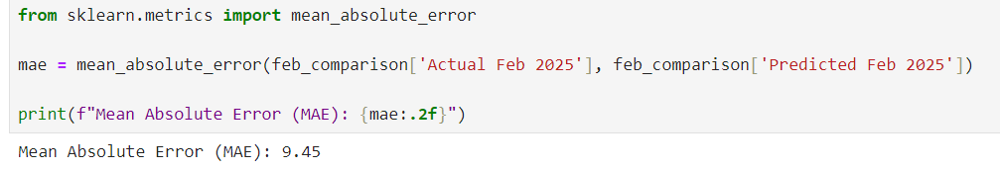 from sklearn.metrics import mean_absolute_error
mae = mean_absolute_error(feb_comparison['Actual Feb 2025'], feb_comparison['Predicted Feb 2025'])
print(f"Mean Absolute Error (MAE): {mae:.2f}")
Mean Absolute Error (MAE): 9.45